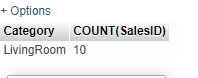 + Options
Category COUNT(SalesID)
LivingRoom 10